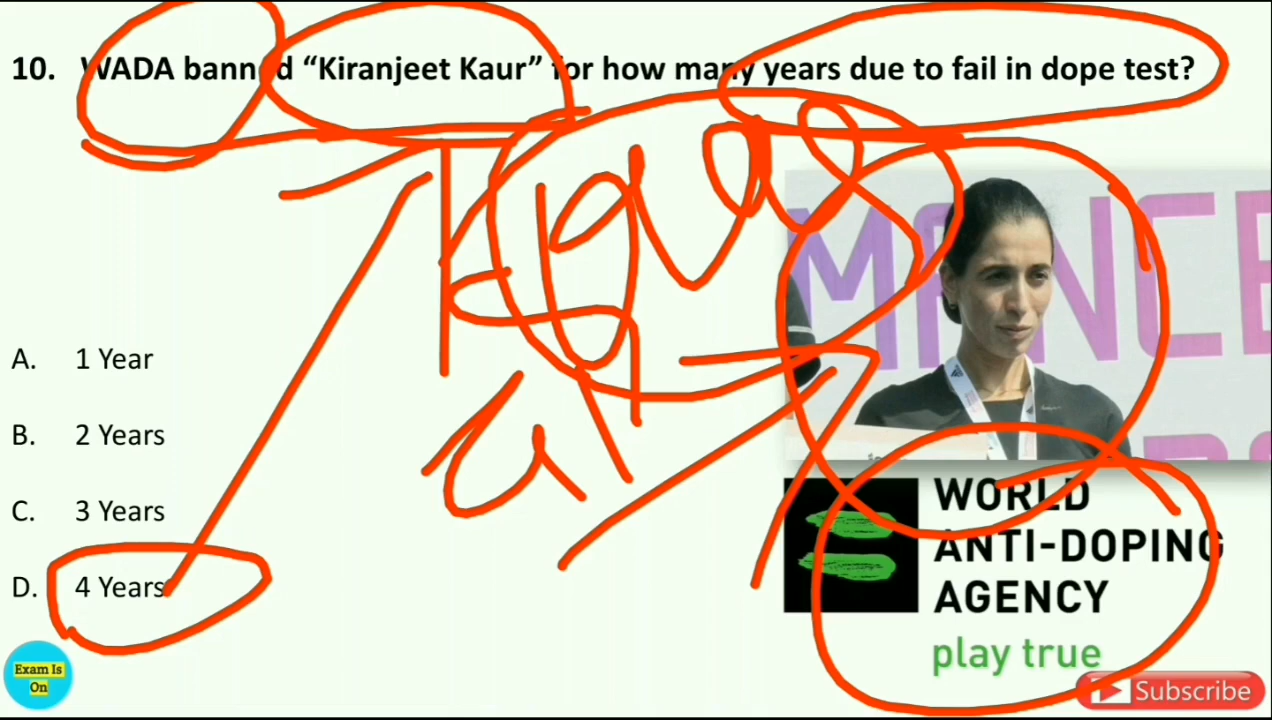 10. WADA banned “Kiranjeet Kaur” for how many years due to fail in dope test?
A. 1 Year
B. 2 Years
C. 3 Years
D. 4 Years
WORLD
ANTI-DOPING
AGENCY
play true
Exam Is
On
Subscribe